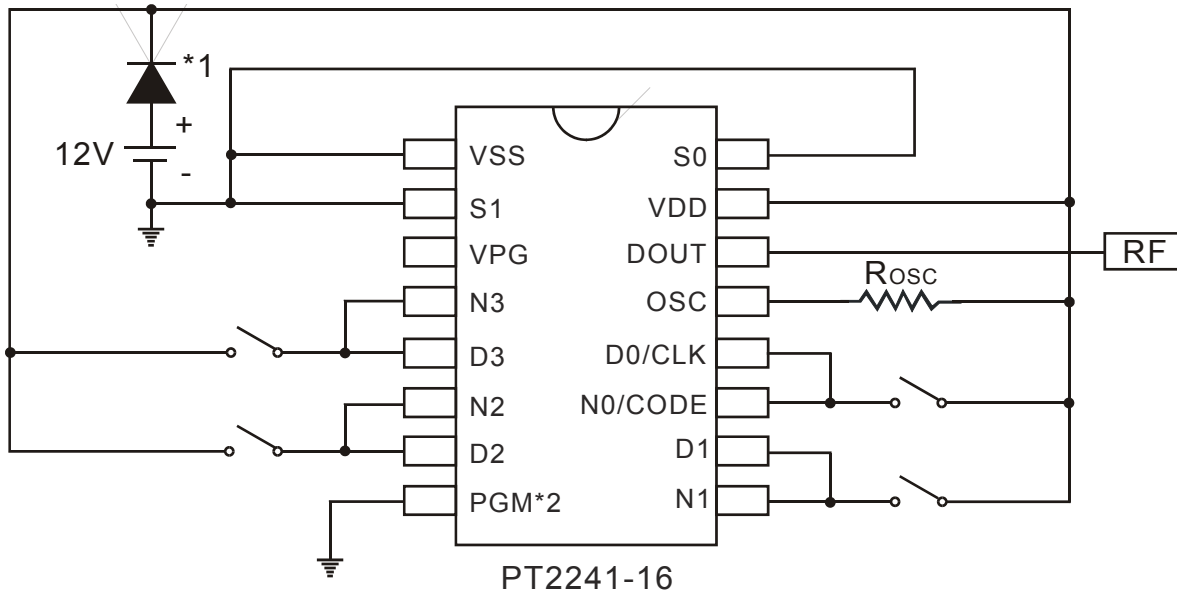 *1
+
12V
-
VSS
S0
S1
VDD
VPG
DOUT
RF
N3
OSC
ROSC
D3
D0/CLK
N2
N0/CODE
D2
D1
PGM*2
N1
PT2241-16